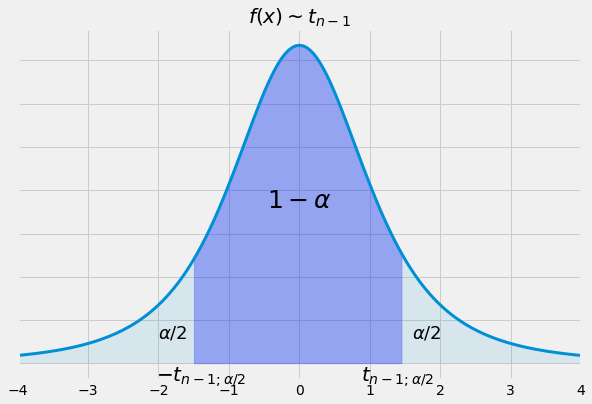 f(x) ~ t_{n−1}
1 − α
α/2 α/2
−t_{n−1; α/2} t_{n−1; α/2}
−4 −3 −2 −1 0 1 2 3 4